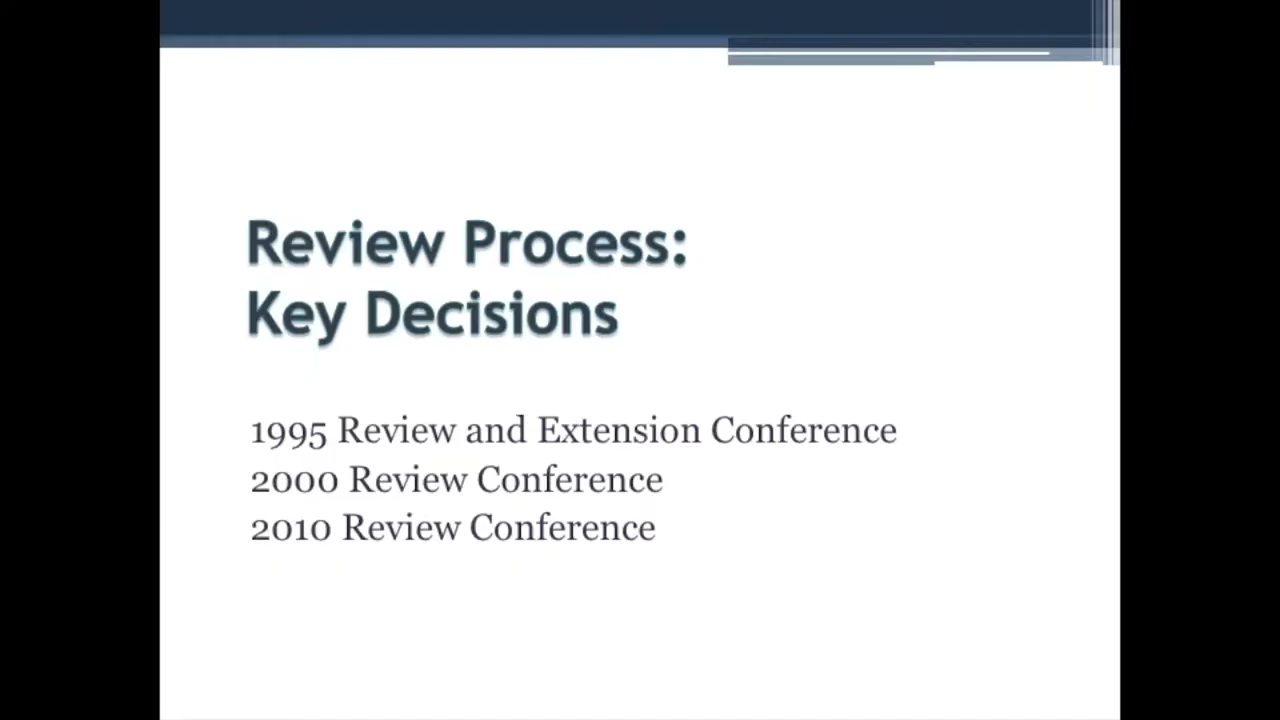 Review Process:
Key Decisions
1995 Review and Extension Conference
2000 Review Conference
2010 Review Conference